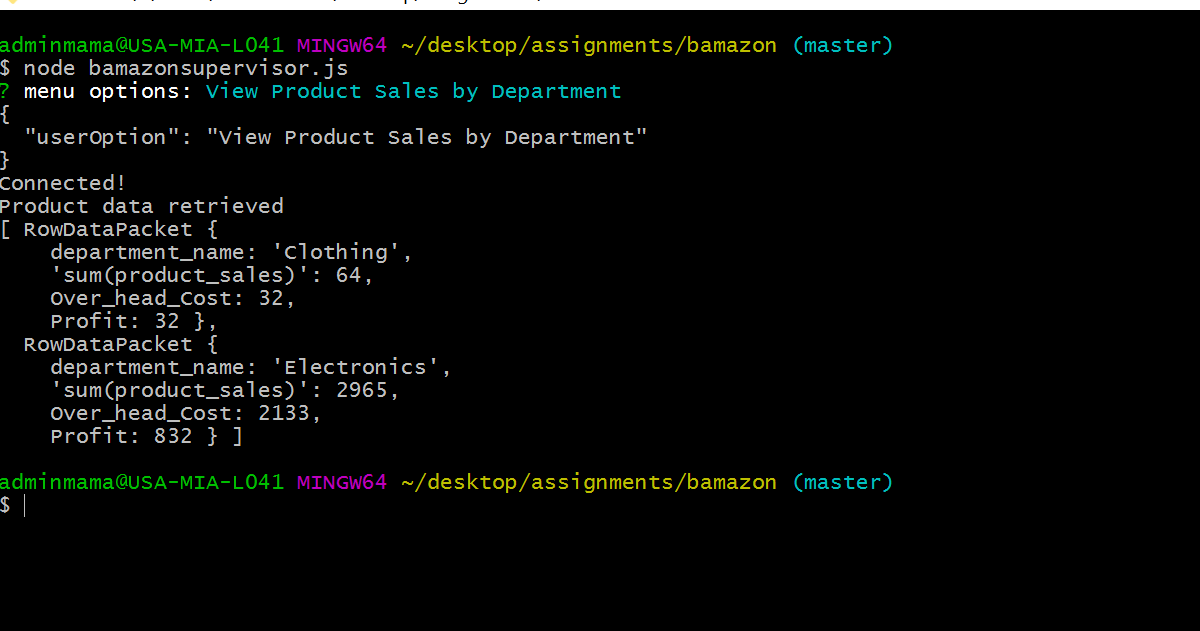 adminmama@USA-MIA-L041 MINGW64 ~/desktop/assignments/bamazon (master)
$ node bamazonsupervisor.js
? menu options: View Product Sales by Department
{
  "userOption": "View Product Sales by Department"
}
Connected!
Product data retrieved
[ RowDataPacket {
    department_name: 'Clothing',
    'sum(product_sales)': 64,
    Over_head_Cost: 32,
    Profit: 32 },
  RowDataPacket {
    department_name: 'Electronics',
    'sum(product_sales)': 2965,
    Over_head_Cost: 2133,
    Profit: 832 } ]
adminmama@USA-MIA-L041 MINGW64 ~/desktop/assignments/bamazon (master)
$